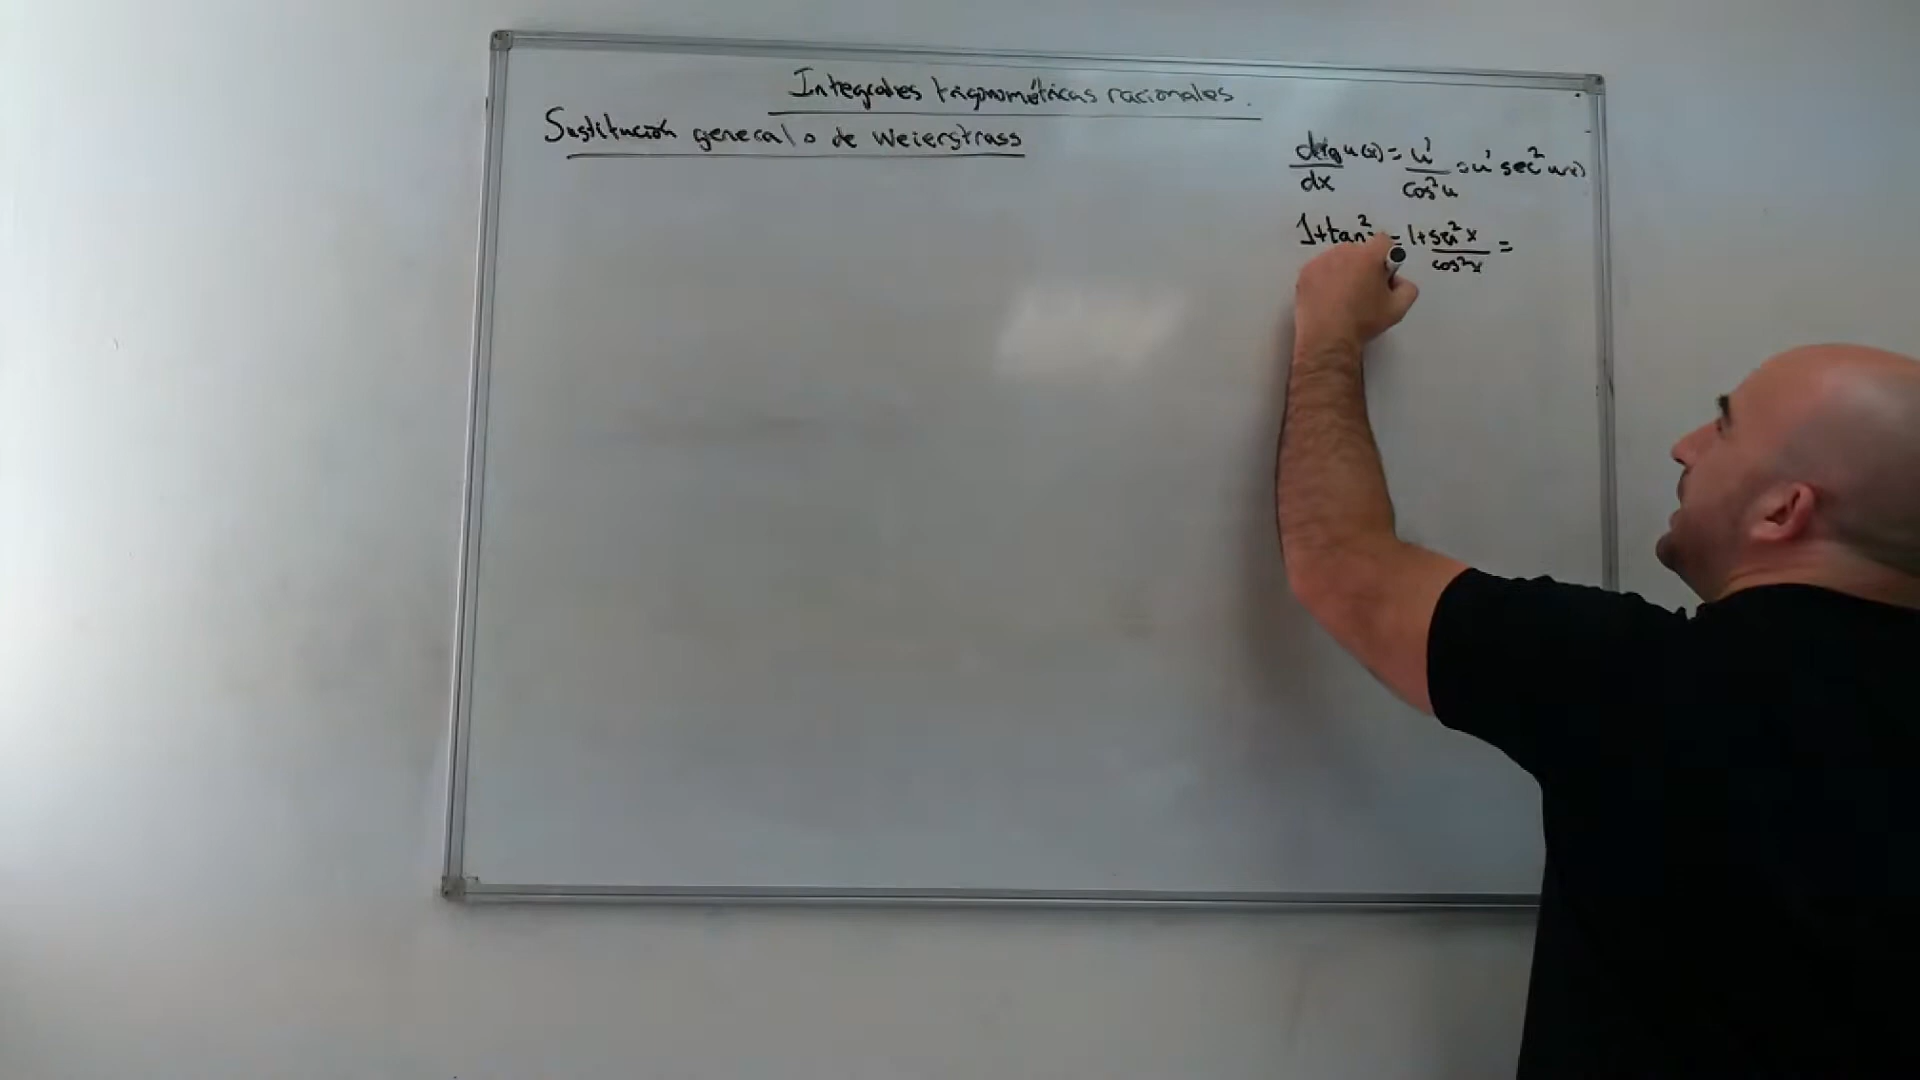 Integrales trigonométricas racionales.
Sustitución general o de Weierstrass
d tg u(x) / dx = u' / cos²u = u' sec² u(x)
1+tan² = 1+ sen²x / cos²x =